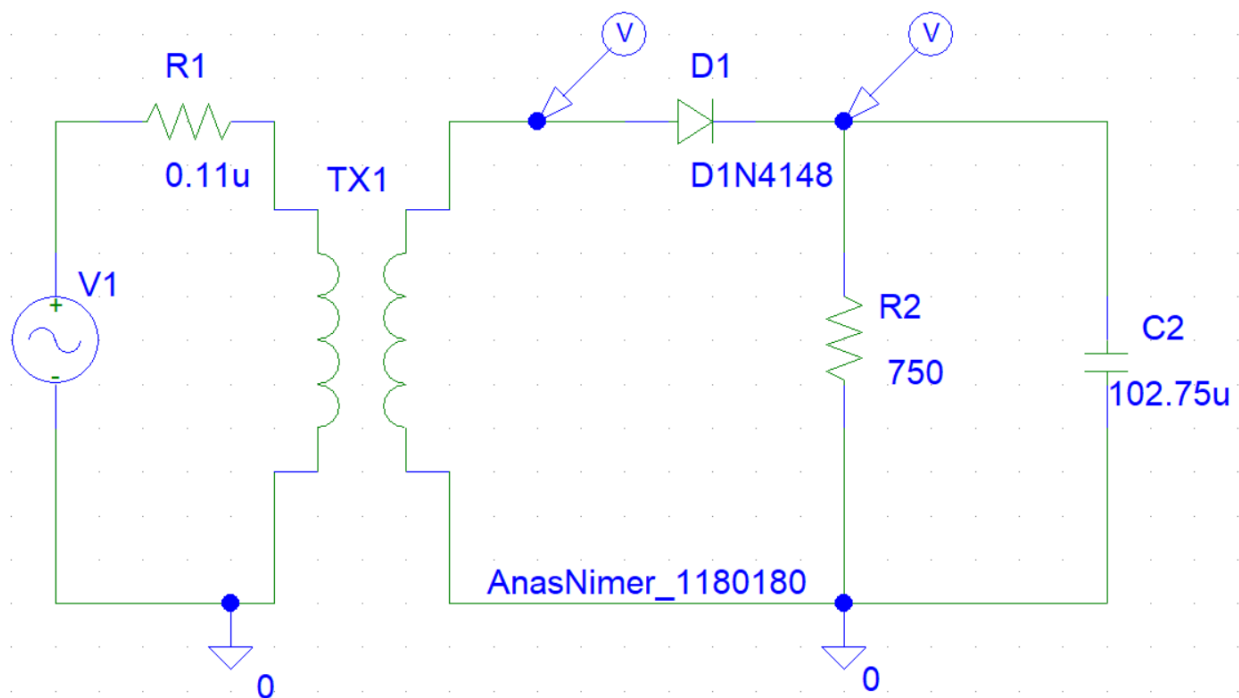 V
V
R1
D1
0.11u
TX1
D1N4148
V1
+
-
R2
750
C2
102.75u
AnasNimer_1180180
0
0